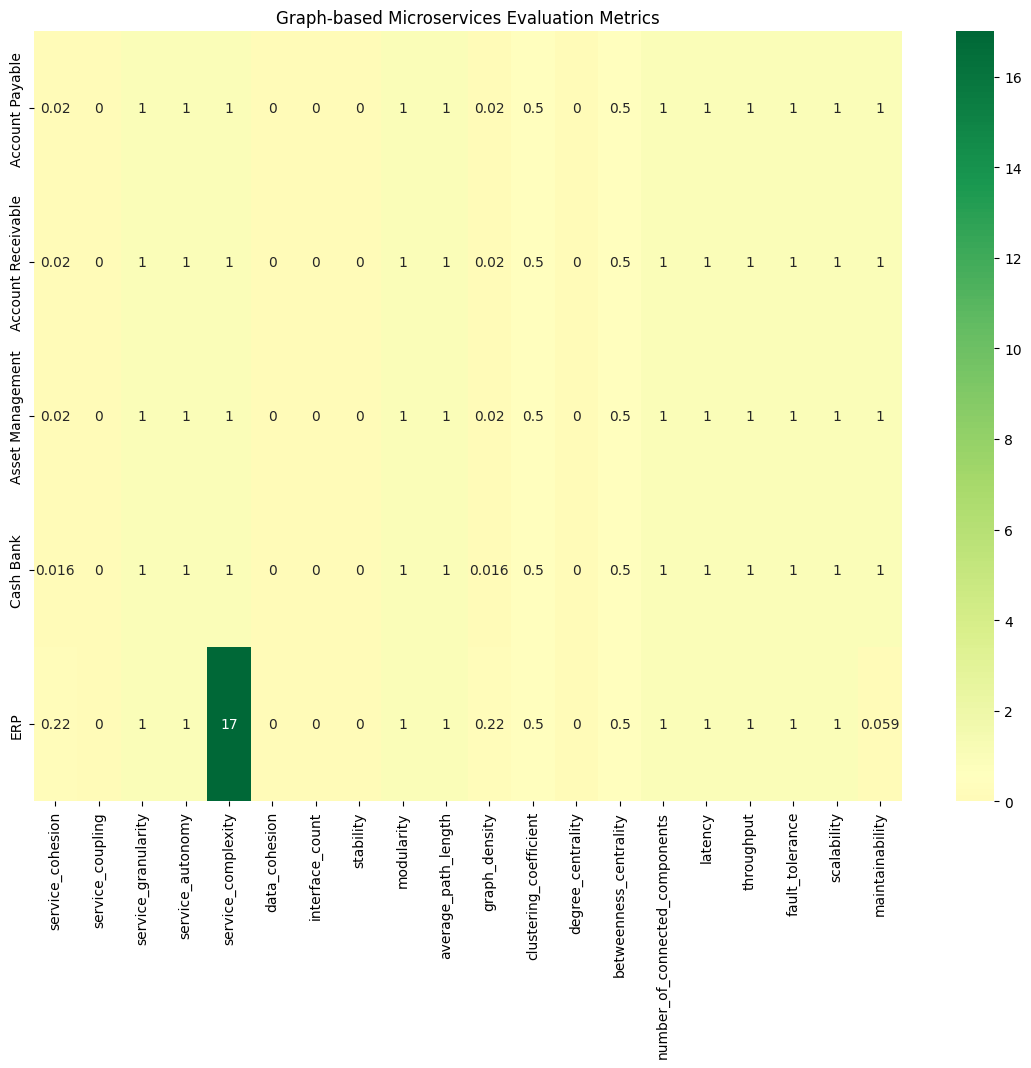 Graph-based Microservices Evaluation Metrics
Account Payable
0.02 0 1 1 1 0 0 0 1 1 0.02 0.5 0 0.5 1 1 1 1 1 1
Account Receivable
0.02 0 1 1 1 0 0 0 1 1 0.02 0.5 0 0.5 1 1 1 1 1 1
Asset Management
0.02 0 1 1 1 0 0 0 1 1 0.02 0.5 0 0.5 1 1 1 1 1 1
Cash Bank
0.016 0 1 1 1 0 0 0 1 1 0.016 0.5 0 0.5 1 1 1 1 1 1
ERP
0.22 0 1 1 17 0 0 0 1 1 0.22 0.5 0 0.5 1 1 1 1 1 0.059
service_cohesion
service_coupling
service_granularity
service_autonomy
service_complexity
data_cohesion
interface_count
stability
modularity
average_path_length
graph_density
clustering_coefficient
degree_centrality
betweenness_centrality
number_of_connected_components
latency
throughput
fault_tolerance
scalability
maintainability
16
14
12
10
8
6
4
2
0